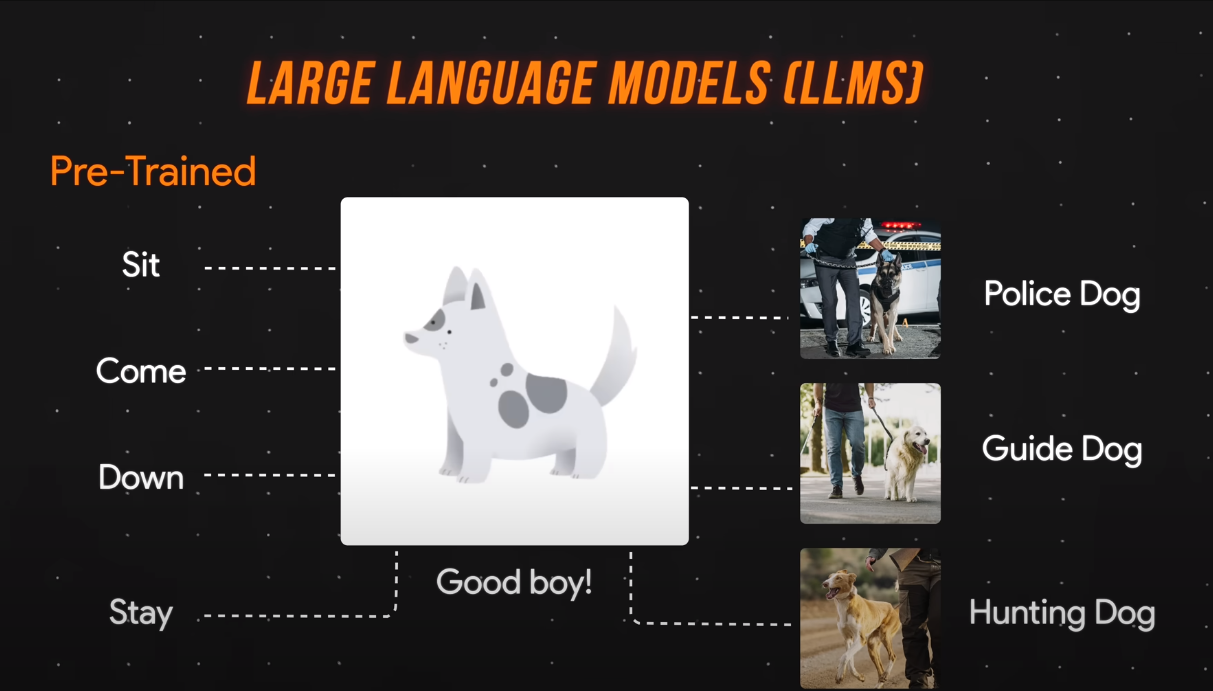 LARGE LANGUAGE MODELS (LLMS)
Pre-Trained
Sit
Come
Down
Stay
Good boy!
Police Dog
Guide Dog
Hunting Dog